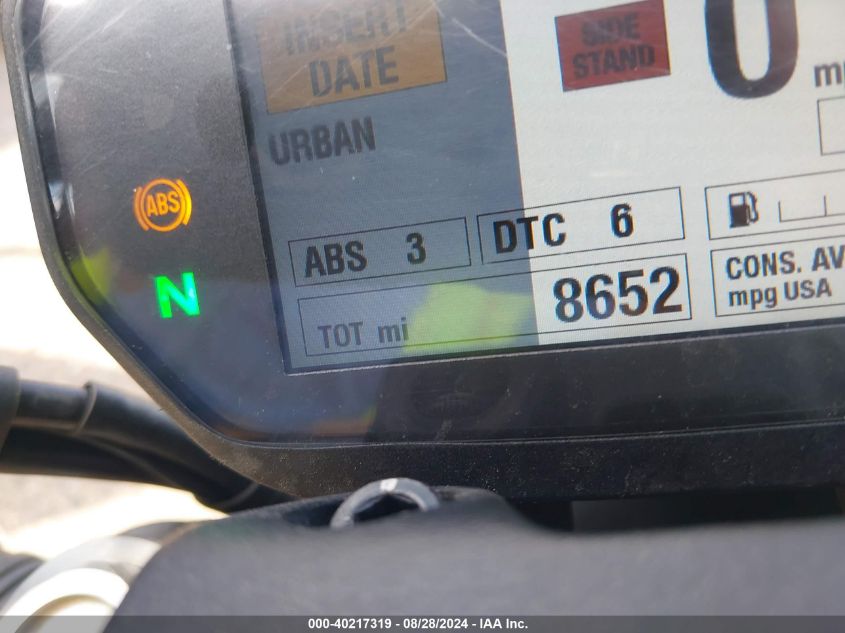 INSERT
DATE
SIDE
STAND
0
URBAN
ABS
N
ABS 3
DTC 6
TOT mi 8652
CONS. AV
mpg USA
000-40217319 - 08/28/2024 - IAA Inc.